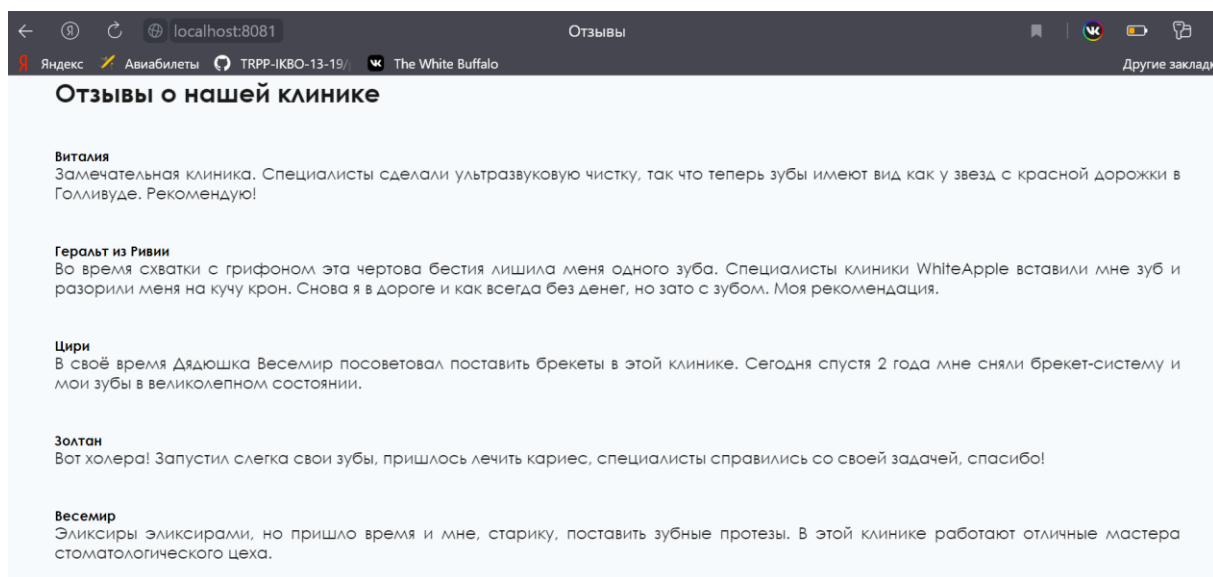 localhost:8081
Отзывы
Яндекс
Авиабилеты
TRPP-IKBO-13-19/
The White Buffalo
Другие заклад
Отзывы о нашей клинике
Виталия
Замечательная клиника. Специалисты сделали ультразвуковую чистку, так что теперь зубы имеют вид как у звезд с красной дорожки в
Голливуде. Рекомендую!
Геральт из Ривии
Во время схватки с грифоном эта чертова бестия лишила меня одного зуба. Специалисты клиники WhiteApple вставили мне зуб и
разорили меня на кучу крон. Снова я в дороге и как всегда без денег, но зато с зубом. Моя рекомендация.
Цири
В своё время Дядюшка Весемир посоветовал поставить брекеты в этой клинике. Сегодня спустя 2 года мне сняли брекет-систему и
мои зубы в великолепном состоянии.
Золтан
Вот холера! Запустил слегка свои зубы, пришлось лечить кариес, специалисты справились со своей задачей, спасибо!
Весемир
Эликсиры эликсирами, но пришло время и мне, старику, поставить зубные протезы. В этой клинике работают отличные мастера
стоматологического цеха.